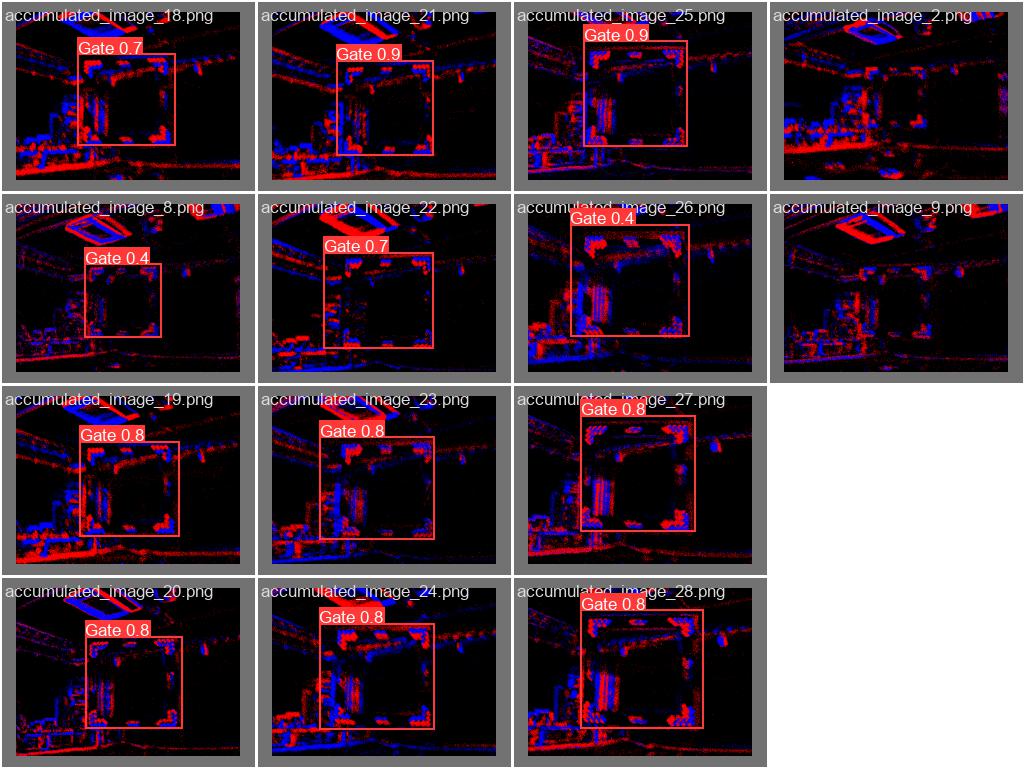 accumulated_image_18.png
Gate 0.7
accumulated_image_21.png
Gate 0.9
accumulated_image_25.png
Gate 0.9
accumulated_image_2.png
accumulated_image_8.png
Gate 0.4
accumulated_image_22.png
Gate 0.7
accumulated_image_26.png
Gate 0.4
accumulated_image_9.png
accumulated_image_19.png
Gate 0.8
accumulated_image_23.png
Gate 0.8
accumulated_image_27.png
Gate 0.8
accumulated_image_20.png
Gate 0.8
accumulated_image_24.png
Gate 0.8
accumulated_image_28.png
Gate 0.8